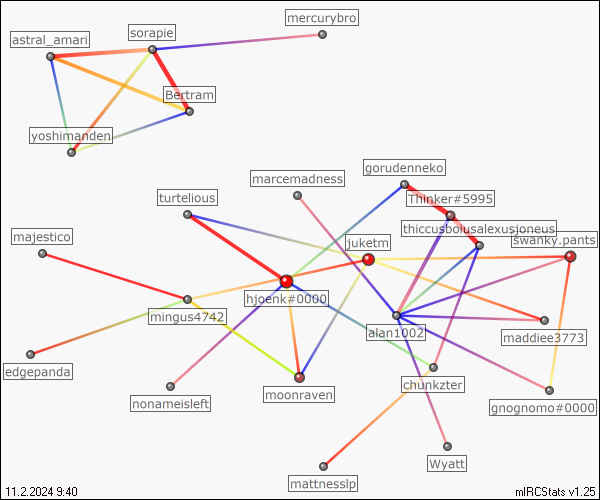 mercurybro
sorapie
astral_amari
Bertram
yoshimanden
gorudenneko
marcemadness
Thinker#5995
turtelious
thiccusboiusalexusjoneus
majestico
juketm
swanky.pants
hjoenk#0000
mingus4742
alan1002
maddiee3773
edgepanda
chunkzter
nonameisleft
moonraven
gnognomo#0000
Wyatt
mattnesslp
11.2.2024 9:40
mIRCStats v1.25